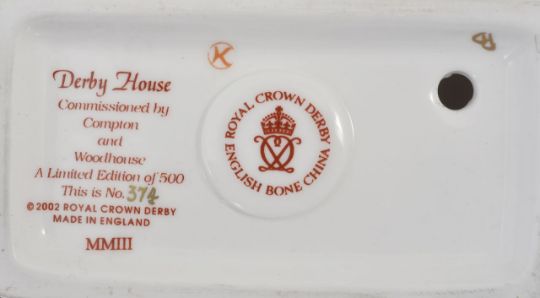 Derby House
Commissioned by
Compton
and
Woodhouse
A Limited Edition of 500
This is No. 374
© 2002 ROYAL CROWN DERBY
MADE IN ENGLAND
MMIII
K
ROYAL CROWN DERBY
ENGLISH BONE CHINA